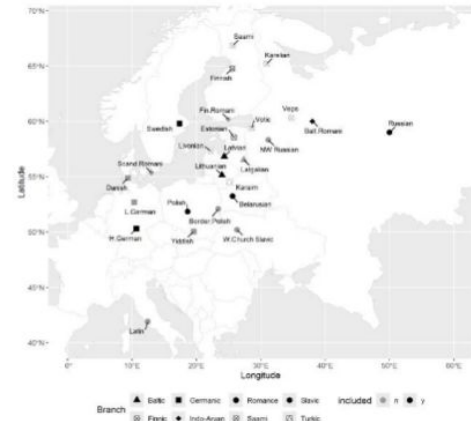 70°N
65°N
60°N
55°N
50°N
45°N
40°N
0°
10°E
20°E
30°E
40°E
50°E
60°E
Latitude
Longitude
Saami
Karelian
Finnish
Fin.Romani
Veps
Votic
Swedish
Estonian
Balt.Romani
Russian
Livonian
Latvian
NW Russian
Scand.Romani
Lithuanian
Latgalian
Danish
Karaim
L.German
Polish
Belarusian
Border.Polish
H.German
Yiddish
W.Church Slavic
Latin
Branch
Baltic
Germanic
Romance
Slavic
Finnic
Indo-Aryan
Saami
Turkic
included
n
y